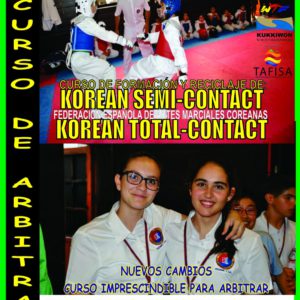 CURSO DE ARBITRA
KUKKIWON
TAFISA
CURSO DE FORMACIÓN Y RECICLAJE DE
KOREAN SEMI-CONTACT
FEDERACIÓN ESPAÑOLA DE ARTES MARCIALES COREANAS
KOREAN TOTAL-CONTACT
NUEVOS CAMBIOS
CURSO IMPRESCINDIBLE PARA ARBITRAR